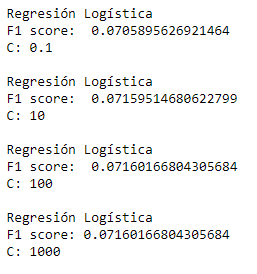 Regresión Logística
F1 score:  0.0705895626921464
C: 0.1
Regresión Logística
F1 score:  0.07159514680622799
C: 10
Regresión Logística
F1 score:  0.07160166804305684
C: 100
Regresión Logística
F1 score: 0.07160166804305684
C: 1000